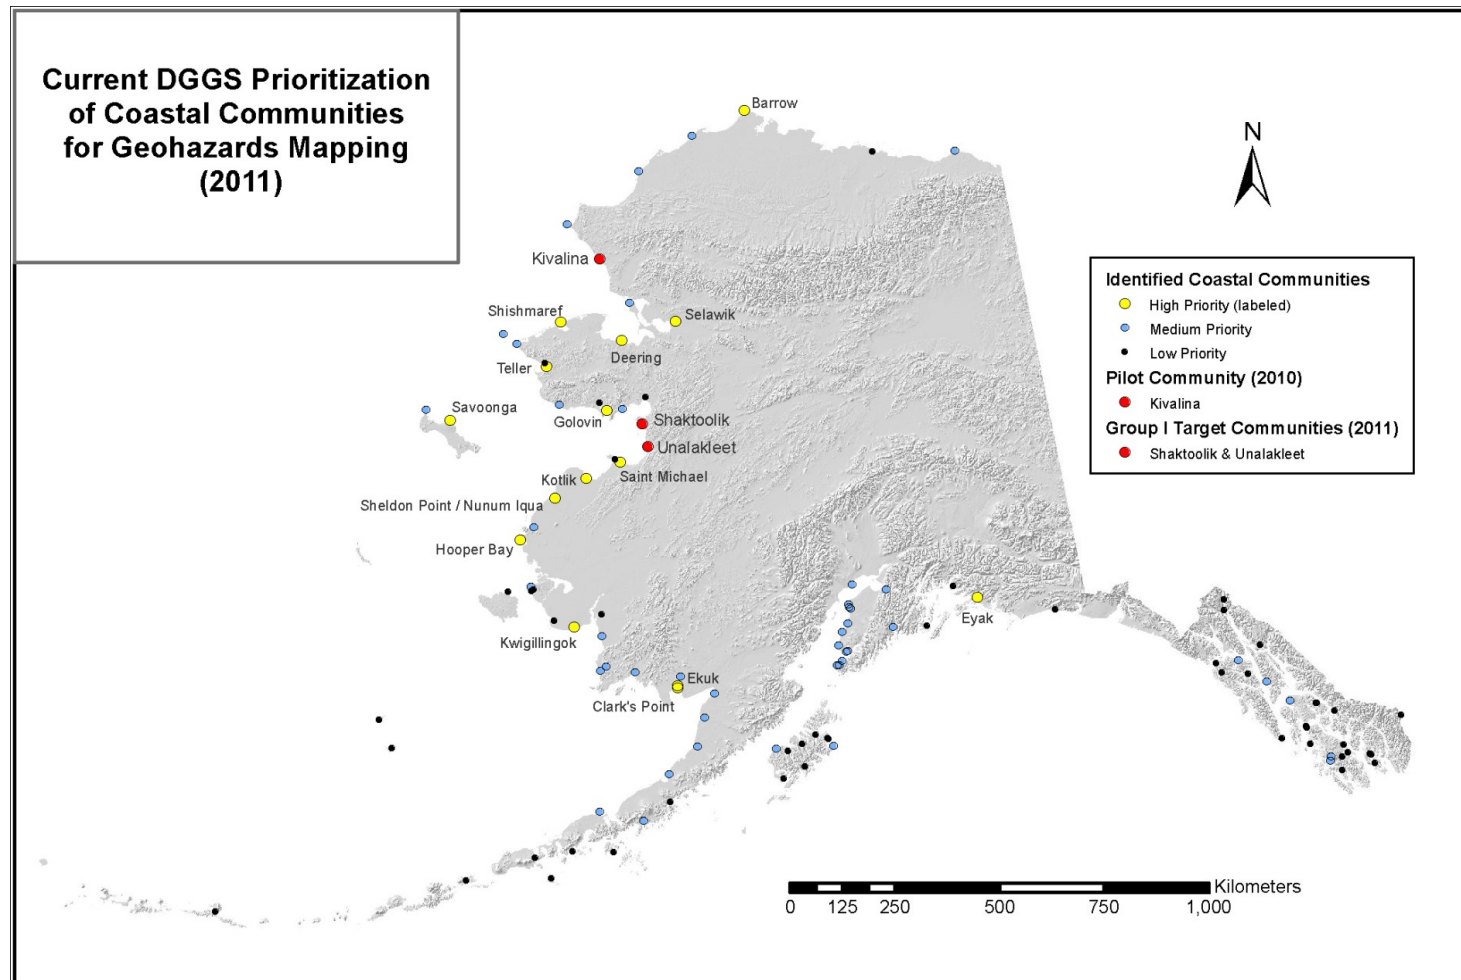 Current DGGS Prioritization
of Coastal Communities
for Geohazards Mapping
(2011)
Barrow
N
Kivalina
Shishmaref
Selawik
Deering
Teller
Savoonga
Golovin
Shaktoolik
Unalakleet
Saint Michael
Kotlik
Sheldon Point / Nunum Iqua
Hooper Bay
Kwigillingok
Eyak
Ekuk
Clark's Point
Identified Coastal Communities
High Priority (labeled)
Medium Priority
Low Priority
Pilot Community (2010)
Kivalina
Group I Target Communities (2011)
Shaktoolik & Unalakleet
Kilometers
0 125 250 500 750 1,000